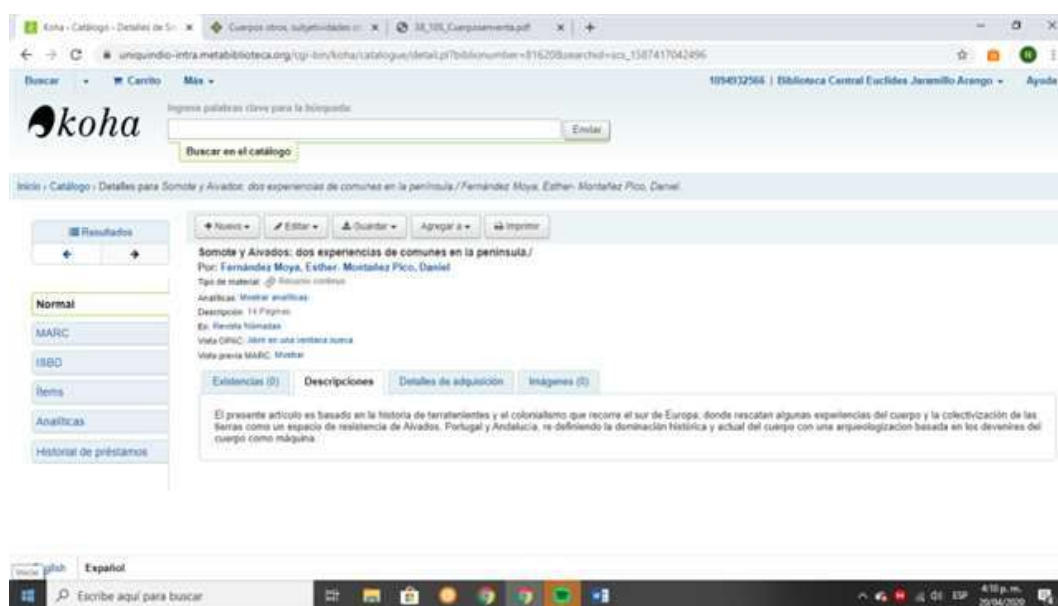 Koha › Catálogo › Detalles de So
Cuerpos otros, subjetividades o
38_10S_Cuerposenventa.pdf
uniquindio-intra.metabiblioteca.org/cgi-bin/koha/catalogue/detail.pl?biblionumber=81620&searchid=scs_1587417042496
Buscar Carrito Más 1094932566 | Biblioteca Central Euclides Jaramillo Arango Ayuda
koha
Ingrese palabras clave para la búsqueda:
Enviar
Buscar en el catálogo
Inicio › Catálogo › Detalles para Somote y Aivados: dos experiencias de comunes en la península./ Fernández Moya, Esther- Montañez Pico, Daniel.
Resultados
Nuevo Editar Guardar Agregar a Imprimir
Somote y Aivados: dos experiencias de comunes en la península./
Por: Fernández Moya, Esther- Montañez Pico, Daniel
Tipo de material: Recurso continuo
Analíticas: Mostrar analíticas
Descripción: 14 Páginas
En: Revista Nómadas
Vista OPAC: Abrir en una ventana nueva
Vista previa MARC: Mostrar
Normal
MARC
ISBD
Ítems
Analíticas
Historial de préstamos
Existencias (0) Descripciones Detalles de adquisición Imágenes (0)
El presente artículo es basado en la historia de terratenientes y el colonialismo que recorre el sur de Europa, donde rescatan algunas experiencias del cuerpo y la colectivización de las
tierras como un espacio de resistencia de Aivados, Portugal y Andalucía, re definiendo la dominación histórica y actual del cuerpo con una arqueologizacion basada en los devenires del
cuerpo como máquina.
Español
Inicio
Escribe aquí para buscar
ESP
4:10 p. m.
20/04/2020